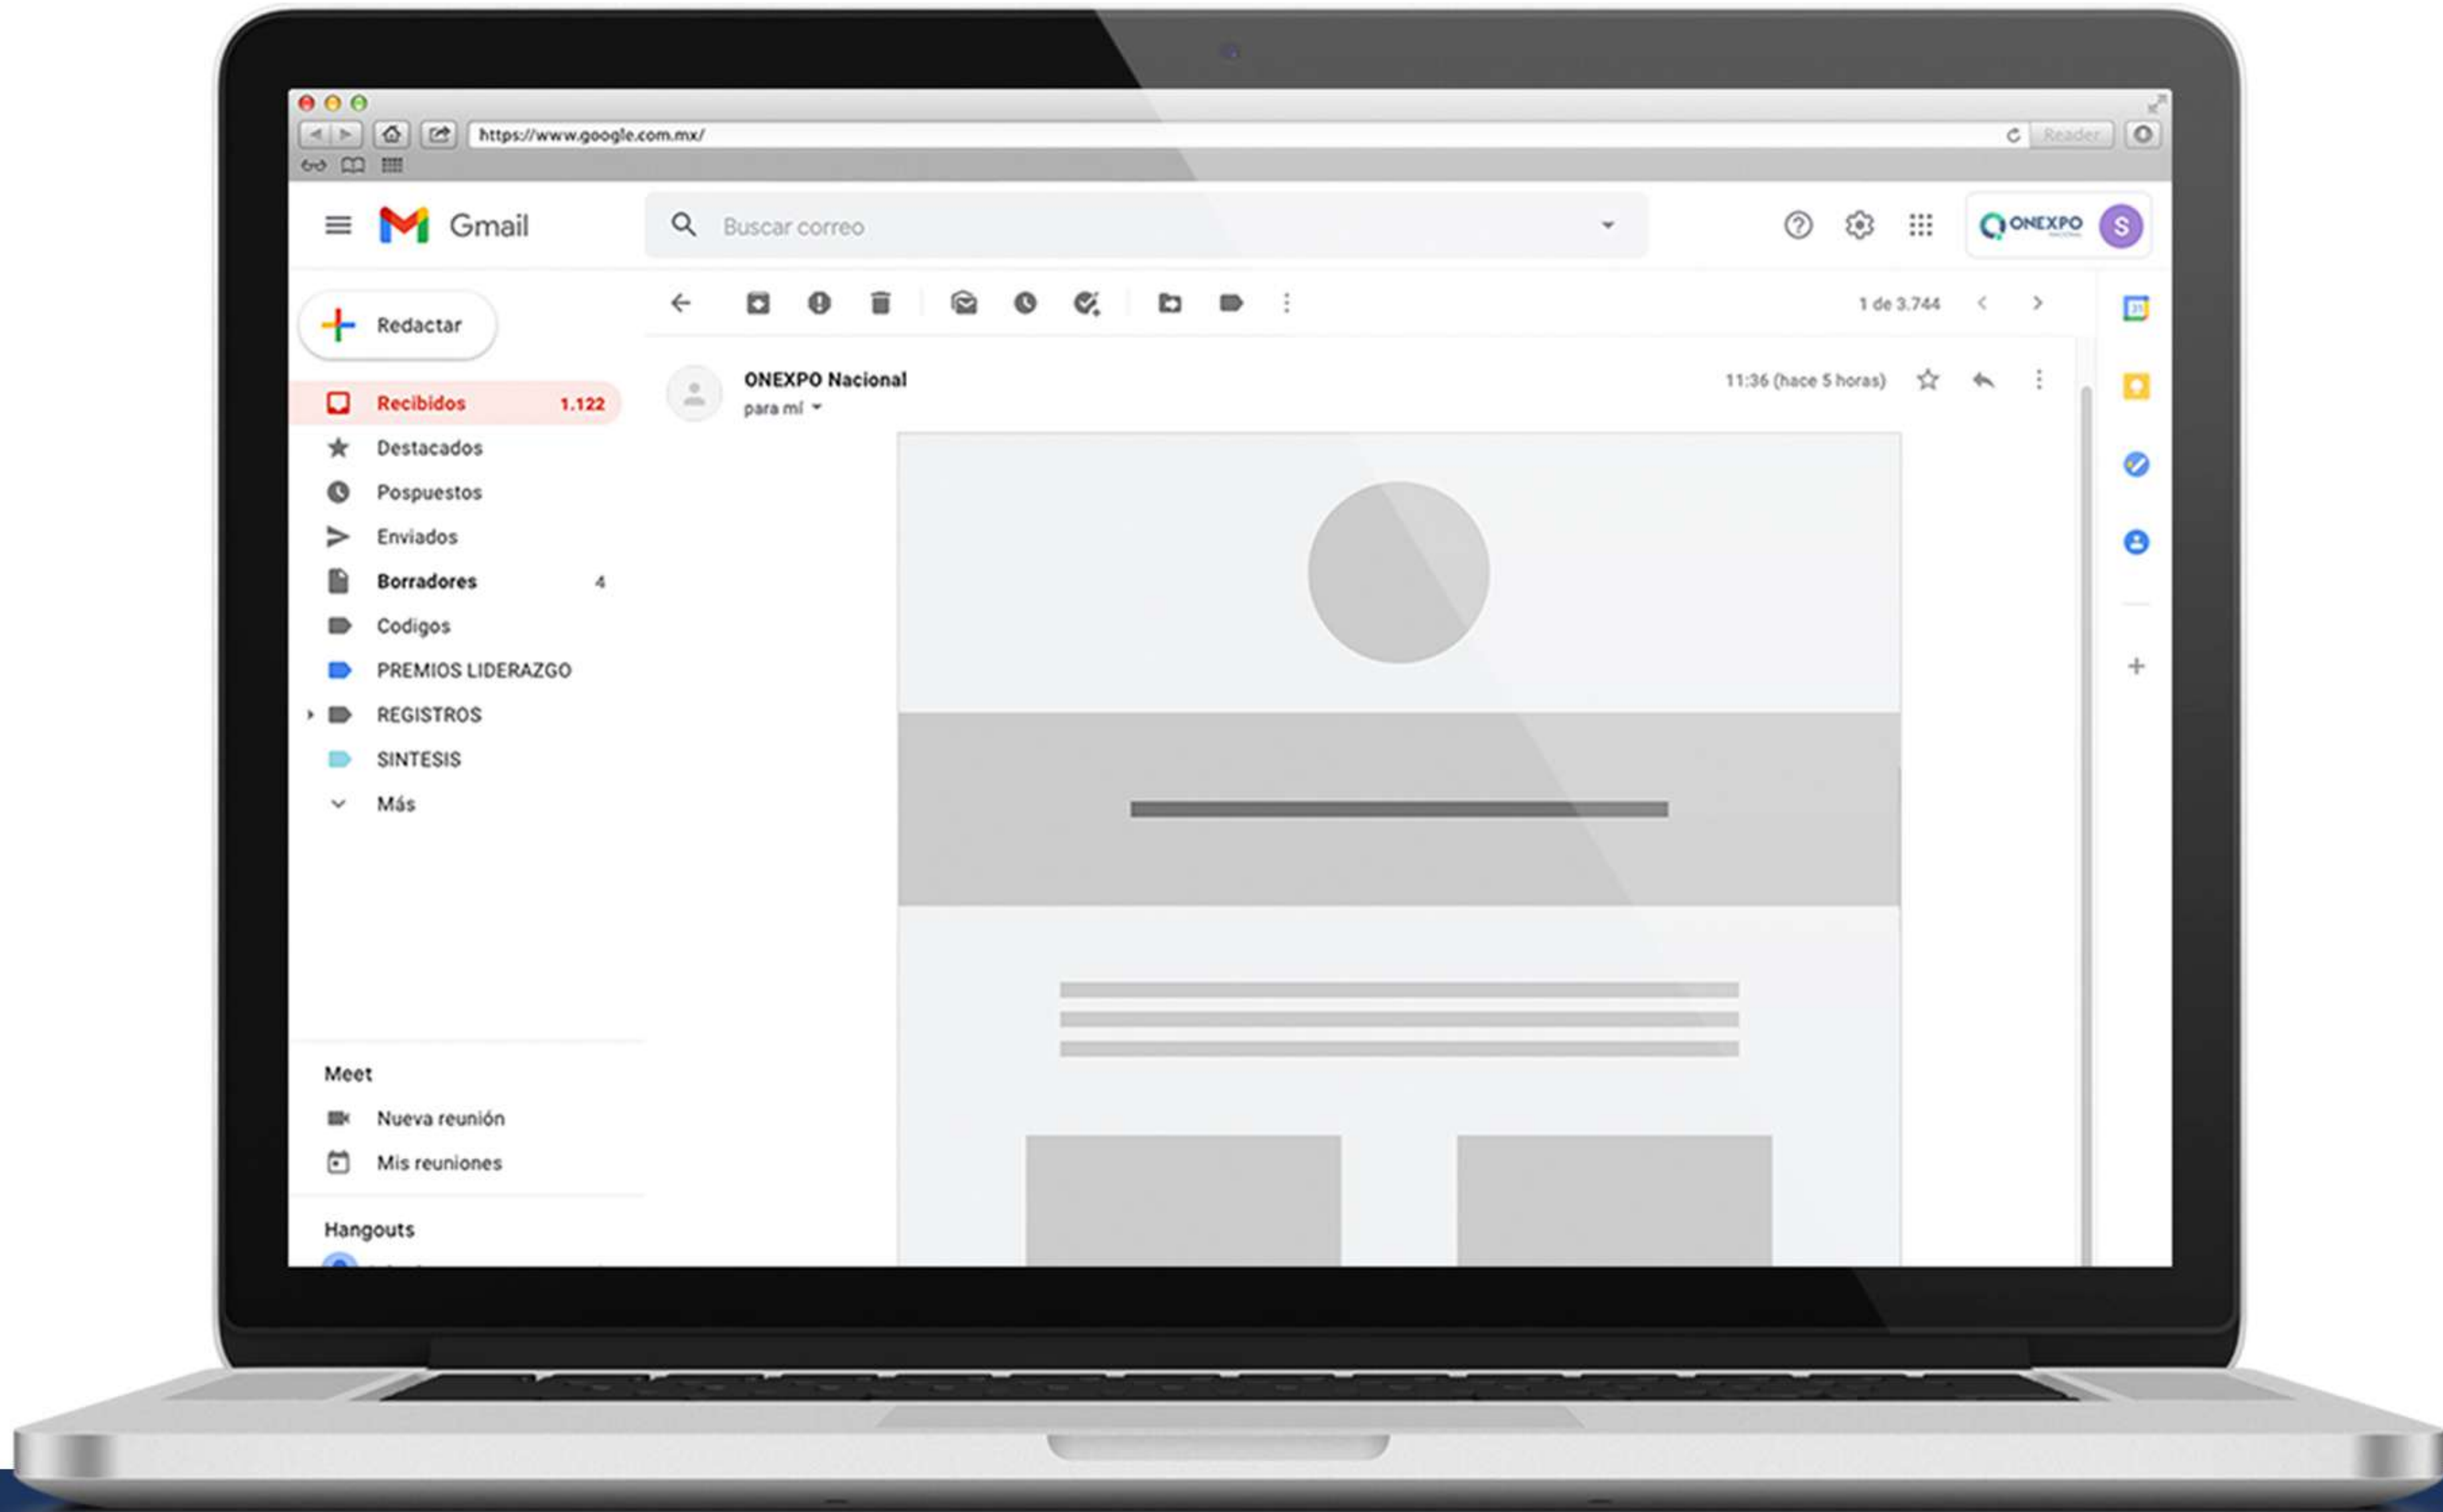 https://www.google.com.mx/
Reader
Gmail
Buscar correo
ONEXPO
S
Redactar
1 de 3.744
31
Recibidos 1.122
ONEXPO Nacional
11:36 (hace 5 horas)
para mí
Destacados
Pospuestos
Enviados
Borradores 4
Codigos
PREMIOS LIDERAZGO
REGISTROS
SINTESIS
Más
Meet
Nueva reunión
Mis reuniones
Hangouts